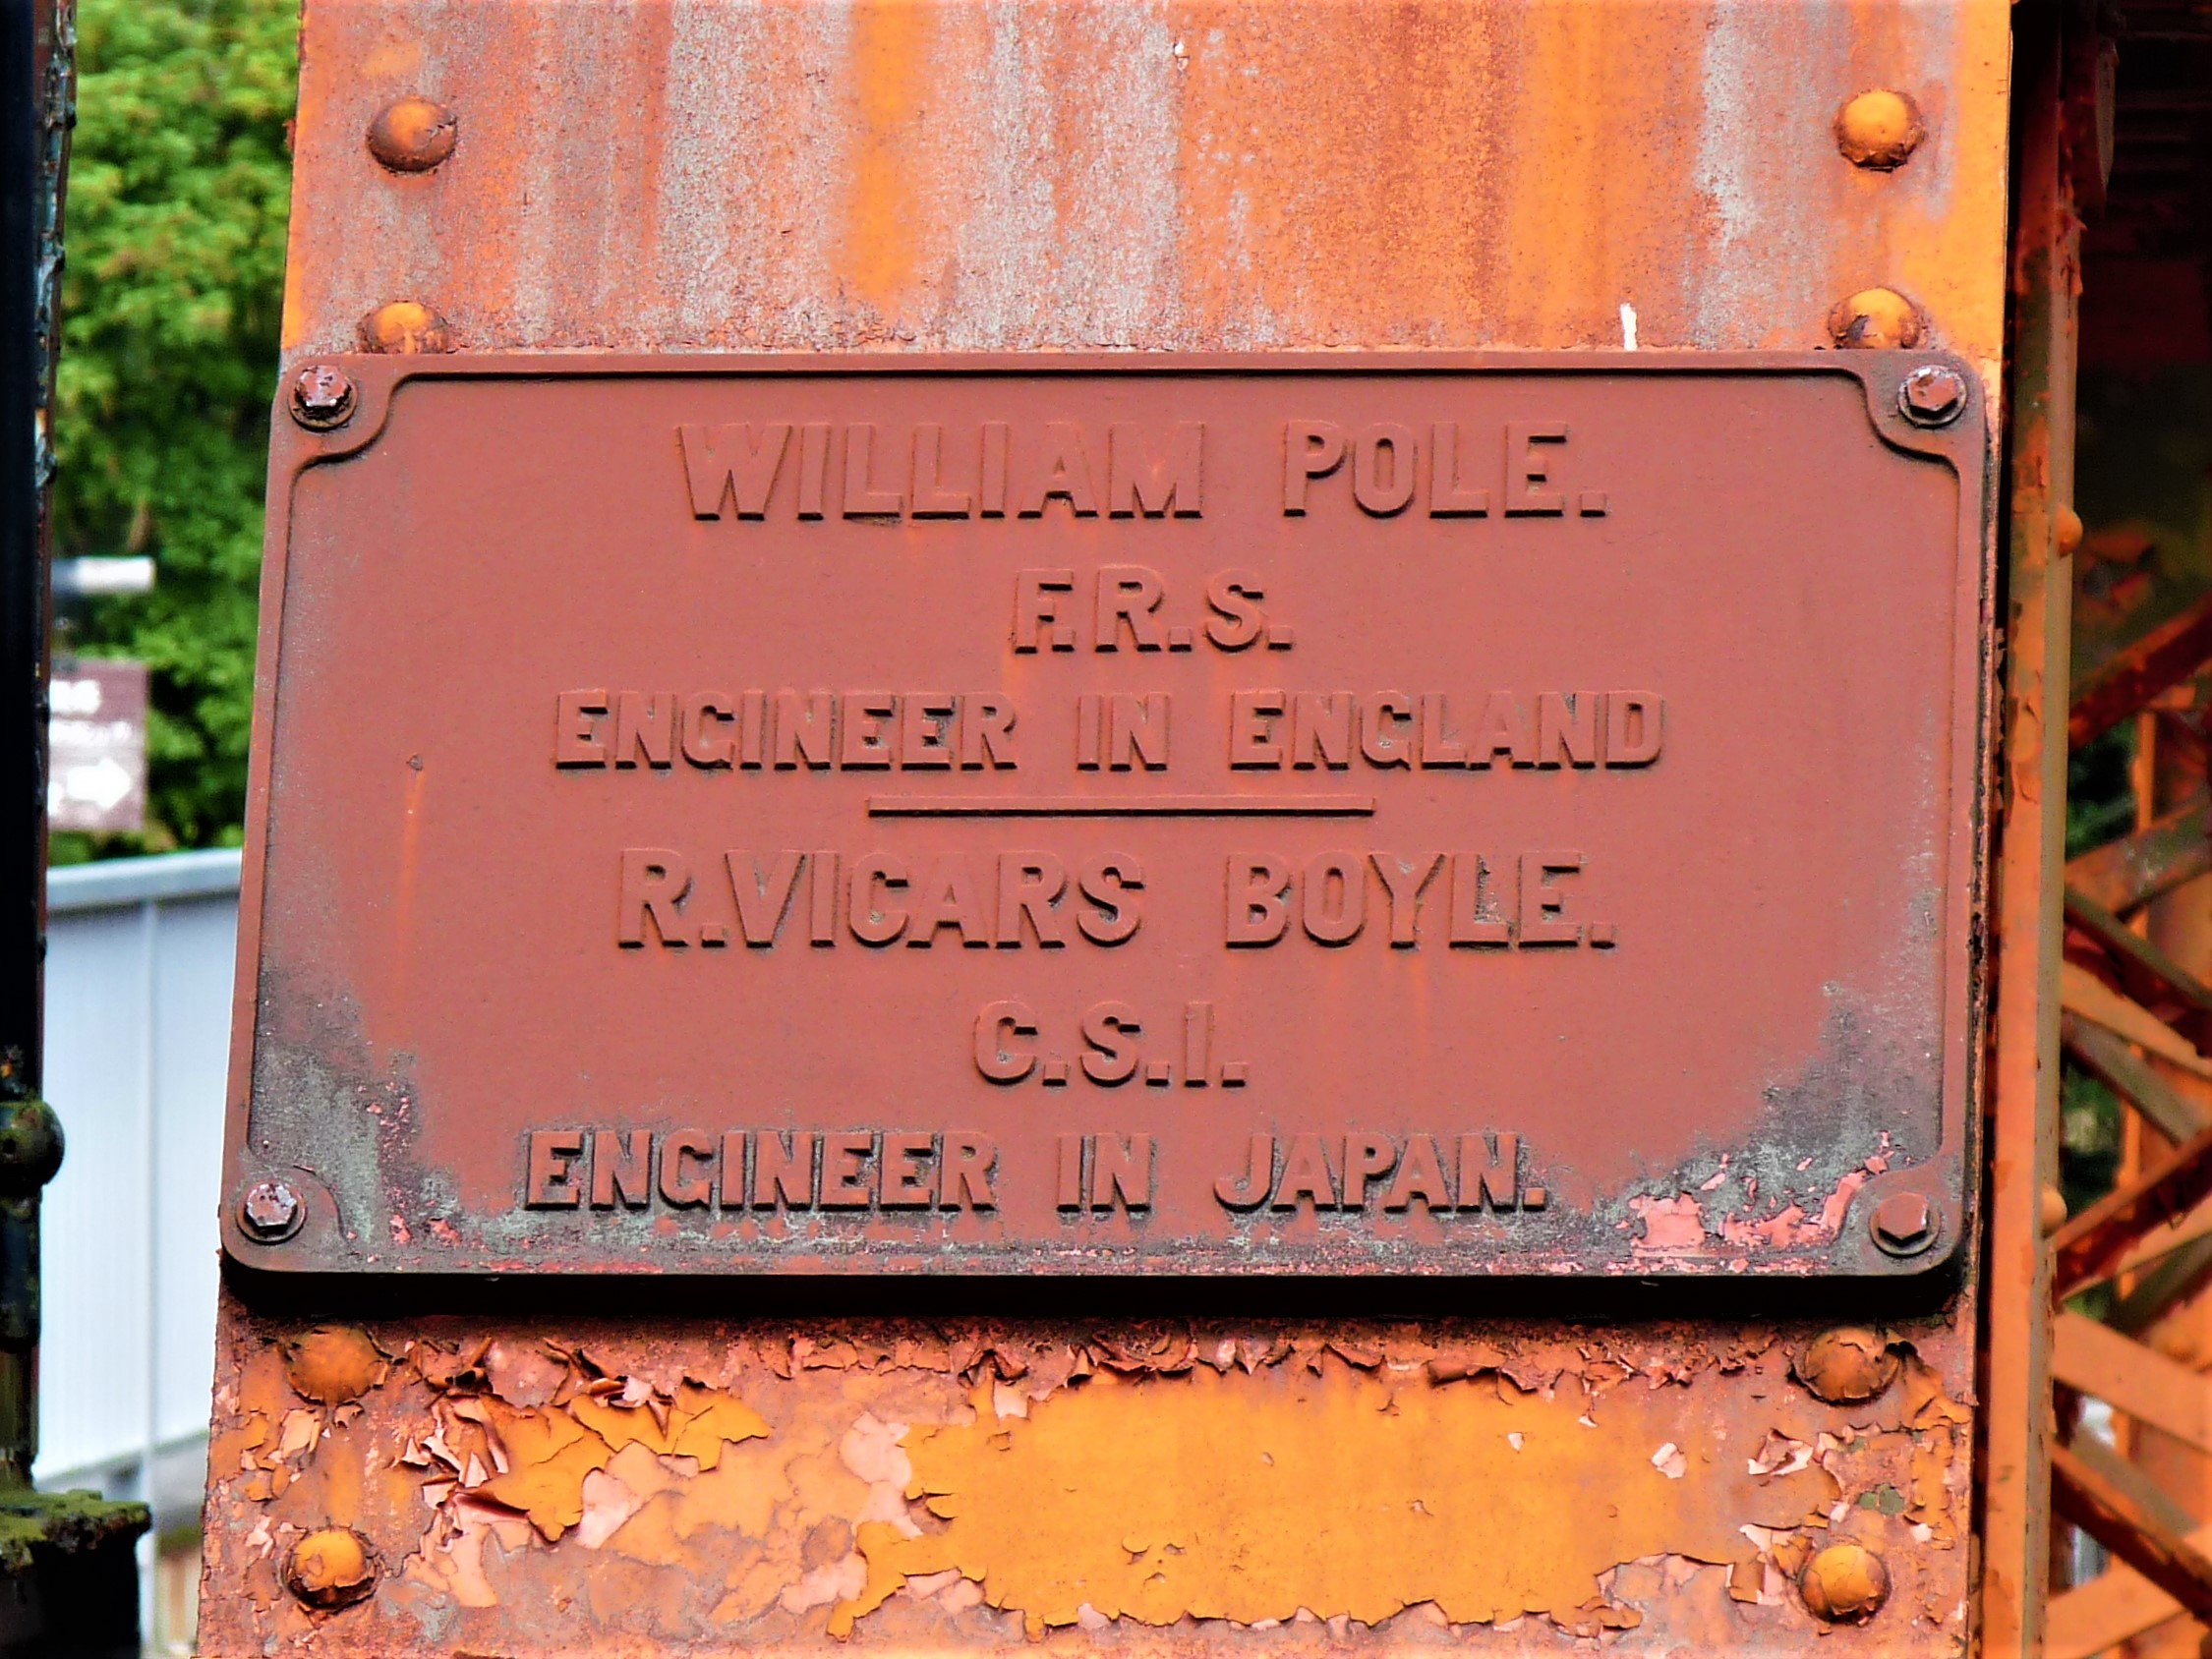 WILLIAM POLE.
F.R.S.
ENGINEER IN ENGLAND
R.VICARS BOYLE.
C.S.I.
ENGINEER IN JAPAN.